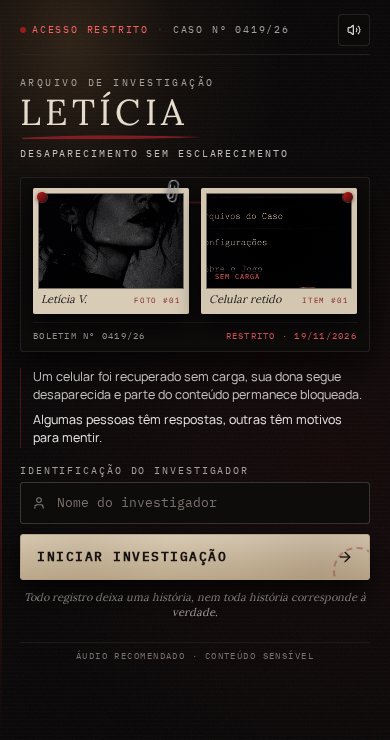 ACESSO RESTRITO · CASO Nº 0419/26
ARQUIVO DE INVESTIGAÇÃO
LETÍCIA
DESAPARECIMENTO SEM ESCLARECIMENTO
quivos do Caso
nfigurações
bre o Jogo
SEM CARGA
Letícia V. FOTO #01
Celular retido ITEM #01
BOLETIM Nº 0419/26 RESTRITO · 19/11/2026
Um celular foi recuperado sem carga, sua dona segue
desaparecida e parte do conteúdo permanece bloqueada.
Algumas pessoas têm respostas, outras têm motivos
para mentir.
IDENTIFICAÇÃO DO INVESTIGADOR
Nome do investigador
INICIAR INVESTIGAÇÃO
Todo registro deixa uma história, nem toda história corresponde à
verdade.
ÁUDIO RECOMENDADO · CONTEÚDO SENSÍVEL